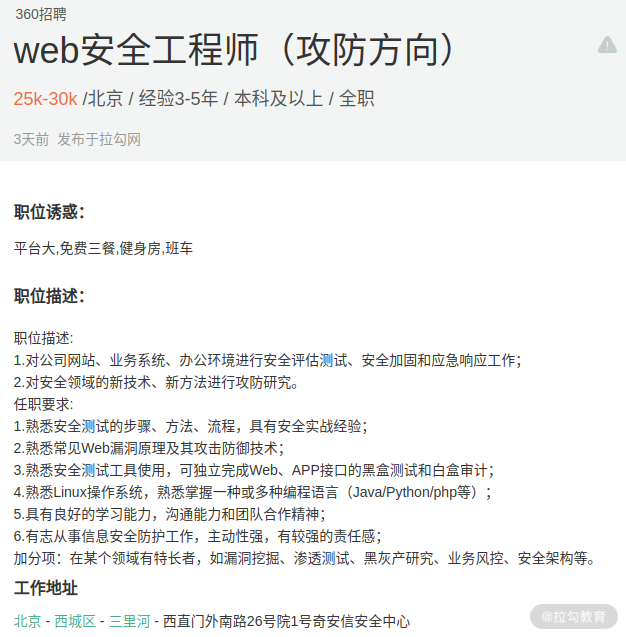 360招聘
web安全工程师（攻防方向）
25k-30k /北京 / 经验3-5年 / 本科及以上 / 全职
3天前 发布于拉勾网
职位诱惑：
平台大,免费三餐,健身房,班车
职位描述：
职位描述:
1.对公司网站、业务系统、办公环境进行安全评估测试、安全加固和应急响应工作；
2.对安全领域的新技术、新方法进行攻防研究。
任职要求:
1.熟悉安全测试的步骤、方法、流程，具有安全实战经验；
2.熟悉常见Web漏洞原理及其攻击防御技术；
3.熟悉安全测试工具使用，可独立完成Web、APP接口的黑盒测试和白盒审计；
4.熟悉Linux操作系统，熟悉掌握一种或多种编程语言（Java/Python/php等）；
5.具有良好的学习能力，沟通能力和团队合作精神；
6.有志从事信息安全防护工作，主动性强，有较强的责任感；
加分项：在某个领域有特长者，如漏洞挖掘、渗透测试、黑灰产研究、业务风控、安全架构等。
工作地址
北京 - 西城区 - 三里河 - 西直门外南路26号院1号奇安信安全中心
@拉勾教育